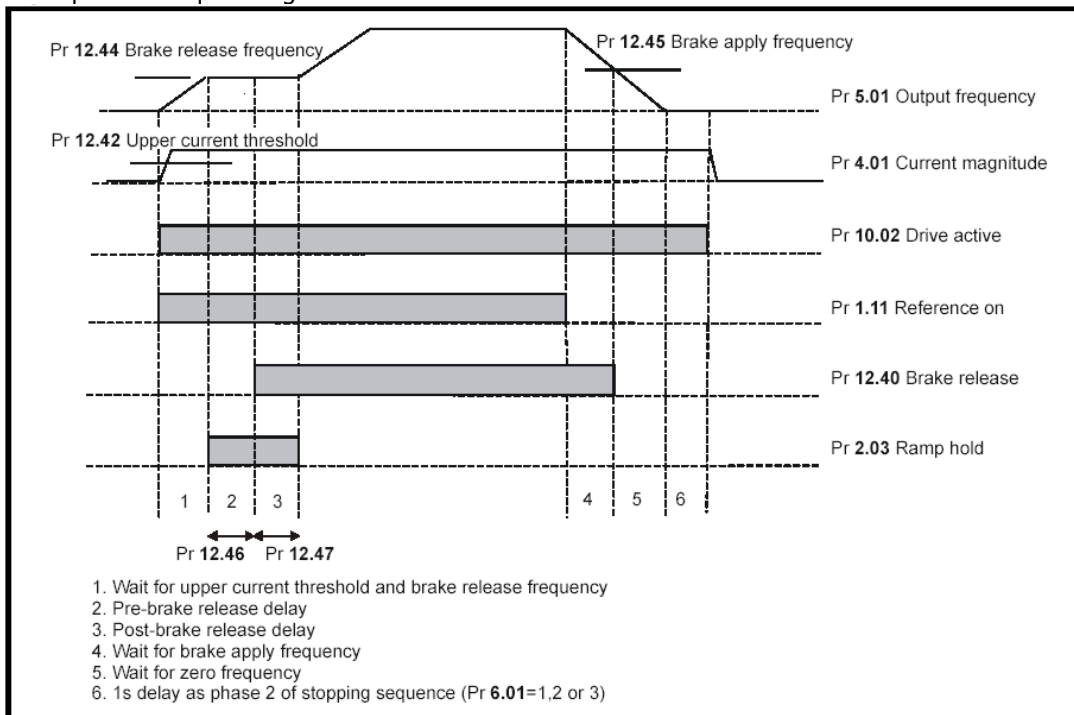 Pr 12.44 Brake release frequency
Pr 12.45 Brake apply frequency
Pr 5.01 Output frequency
Pr 12.42 Upper current threshold
Pr 4.01 Current magnitude
Pr 10.02 Drive active
Pr 1.11 Reference on
Pr 12.40 Brake release
Pr 2.03 Ramp hold
1 2 3 4 5 6
Pr 12.46 Pr 12.47
1. Wait for upper current threshold and brake release frequency
2. Pre-brake release delay
3. Post-brake release delay
4. Wait for brake apply frequency
5. Wait for zero frequency
6. 1s delay as phase 2 of stopping sequence (Pr 6.01=1,2 or 3)